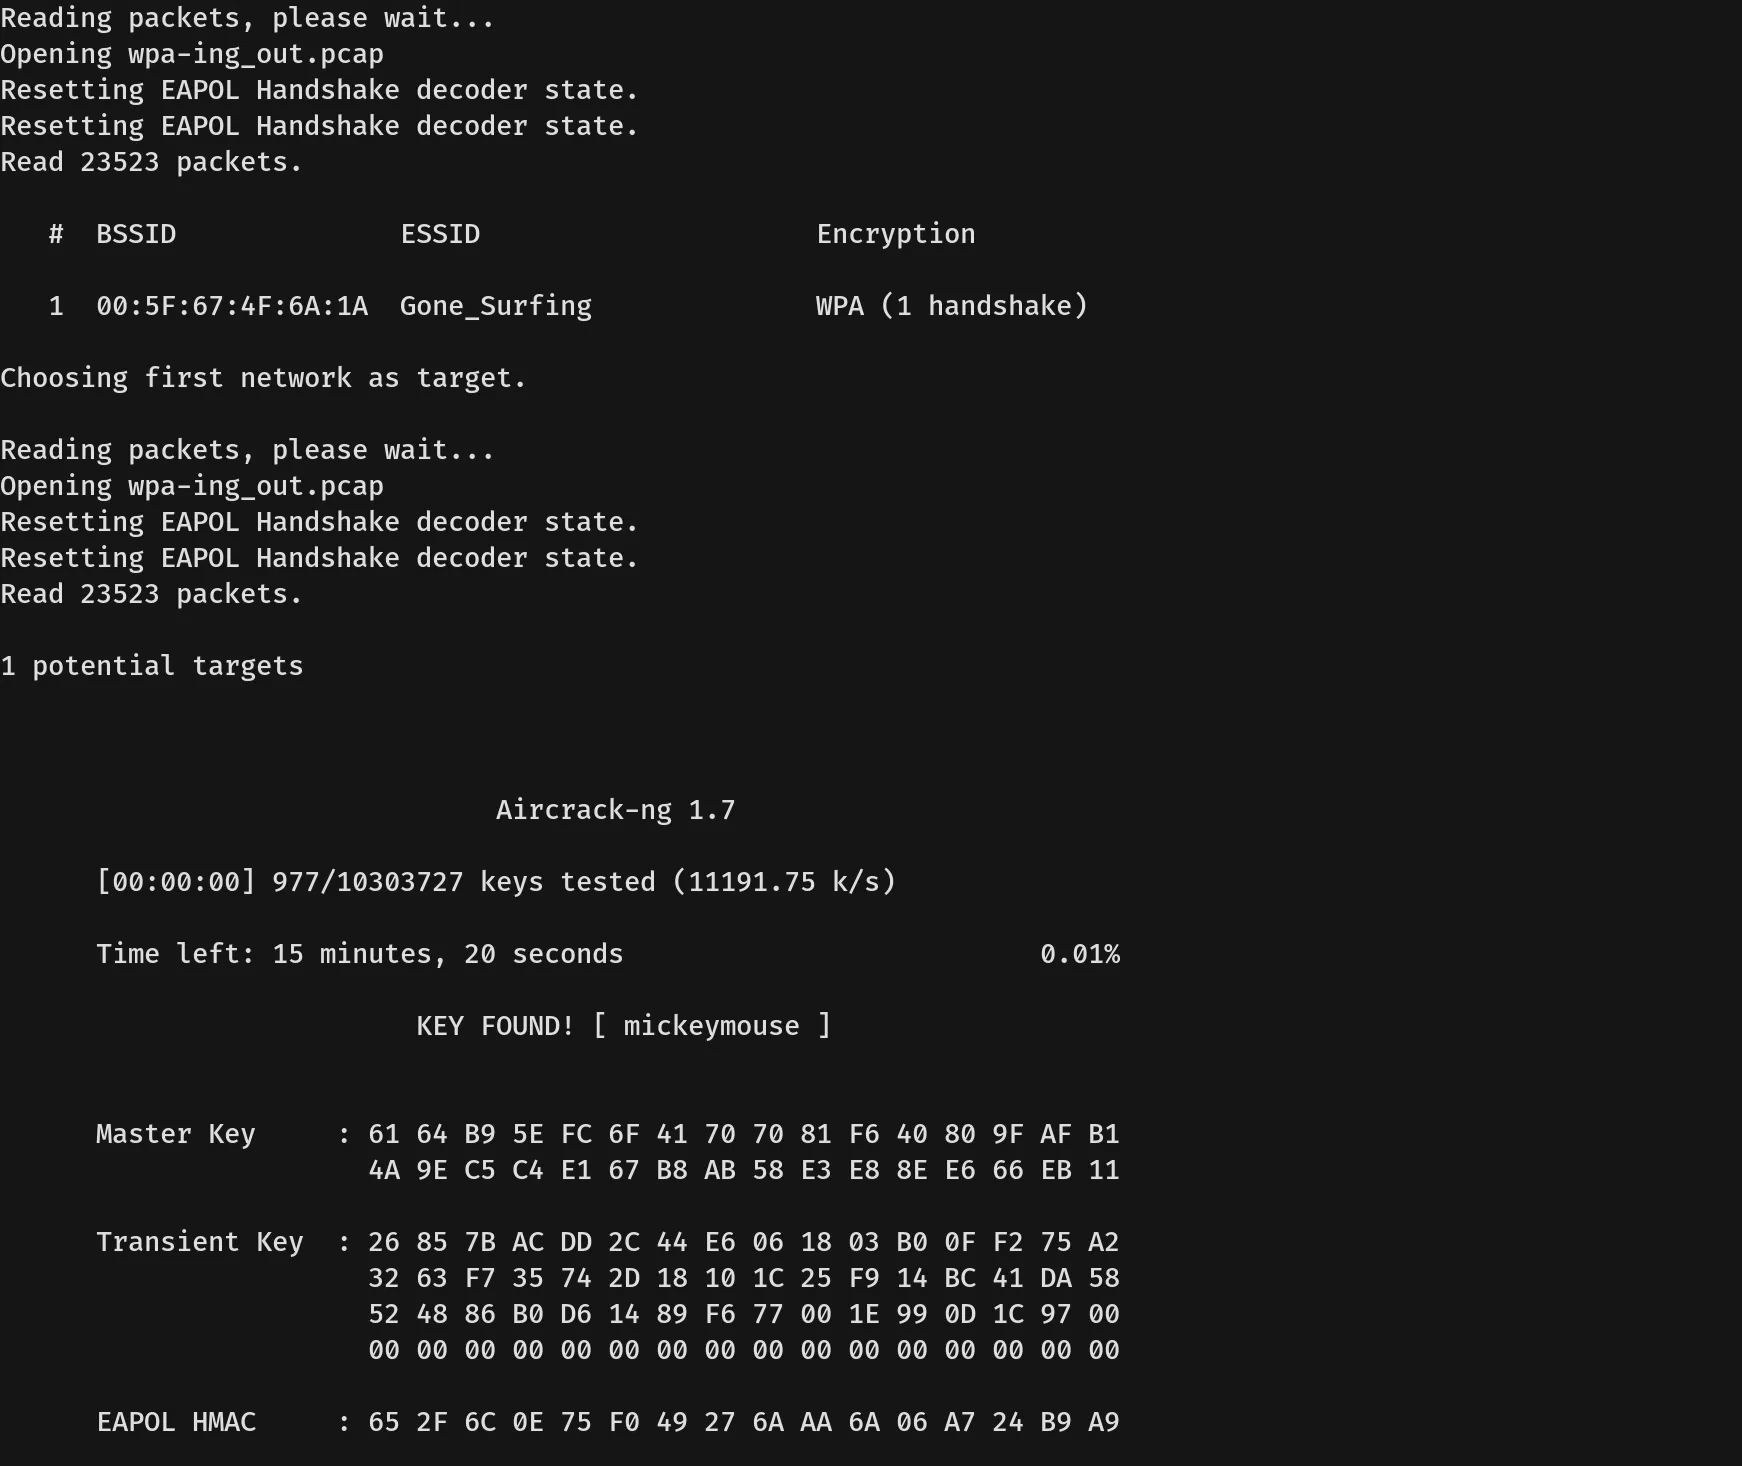 Reading packets, please wait...
Opening wpa-ing_out.pcap
Resetting EAPOL Handshake decoder state.
Resetting EAPOL Handshake decoder state.
Read 23523 packets.
#  BSSID              ESSID                     Encryption
1  00:5F:67:4F:6A:1A  Gone_Surfing              WPA (1 handshake)
Choosing first network as target.
Reading packets, please wait...
Opening wpa-ing_out.pcap
Resetting EAPOL Handshake decoder state.
Resetting EAPOL Handshake decoder state.
Read 23523 packets.
1 potential targets
Aircrack-ng 1.7
[00:00:00] 977/10303727 keys tested (11191.75 k/s)
Time left: 15 minutes, 20 seconds                          0.01%
KEY FOUND! [ mickeymouse ]
Master Key     : 61 64 B9 5E FC 6F 41 70 70 81 F6 40 80 9F AF B1
4A 9E C5 C4 E1 67 B8 AB 58 E3 E8 8E E6 66 EB 11
Transient Key  : 26 85 7B AC DD 2C 44 E6 06 18 03 B0 0F F2 75 A2
32 63 F7 35 74 2D 18 10 1C 25 F9 14 BC 41 DA 58
52 48 86 B0 D6 14 89 F6 77 00 1E 99 0D 1C 97 00
00 00 00 00 00 00 00 00 00 00 00 00 00 00 00 00
EAPOL HMAC     : 65 2F 6C 0E 75 F0 49 27 6A AA 6A 06 A7 24 B9 A9